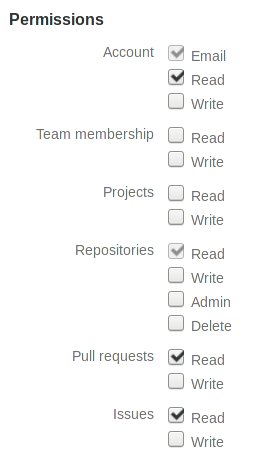 Permissions
Account Email
Read
Write
Team membership Read
Write
Projects Read
Write
Repositories Read
Write
Admin
Delete
Pull requests Read
Write
Issues Read
Write